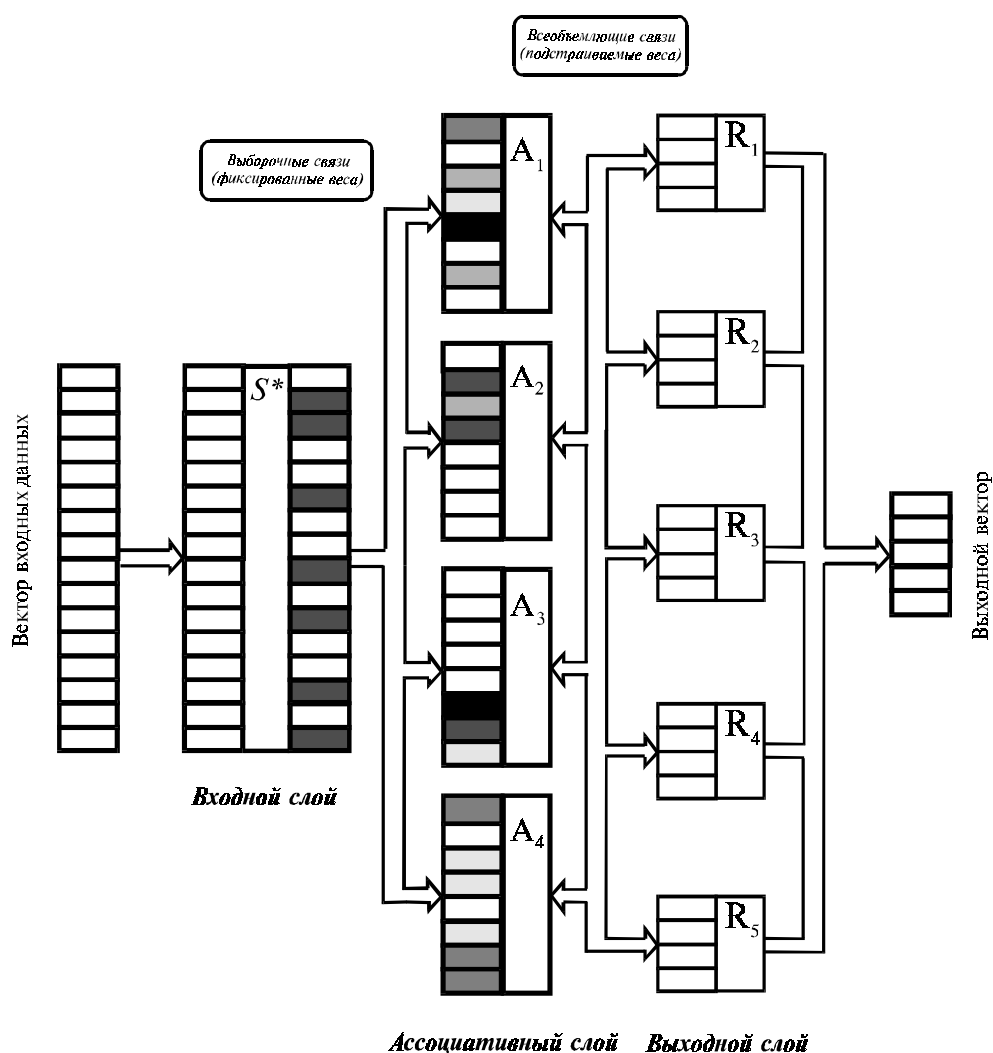 Всеобъемлющие связи
(подстраиваемые веса)
Выборочные связи
(фиксированные веса)
A1
R1
A2
R2
S*
A3
R3
A4
R4
R5
Вектор входных данных
Выходной вектор
Входной слой
Ассоциативный слой
Выходной слой